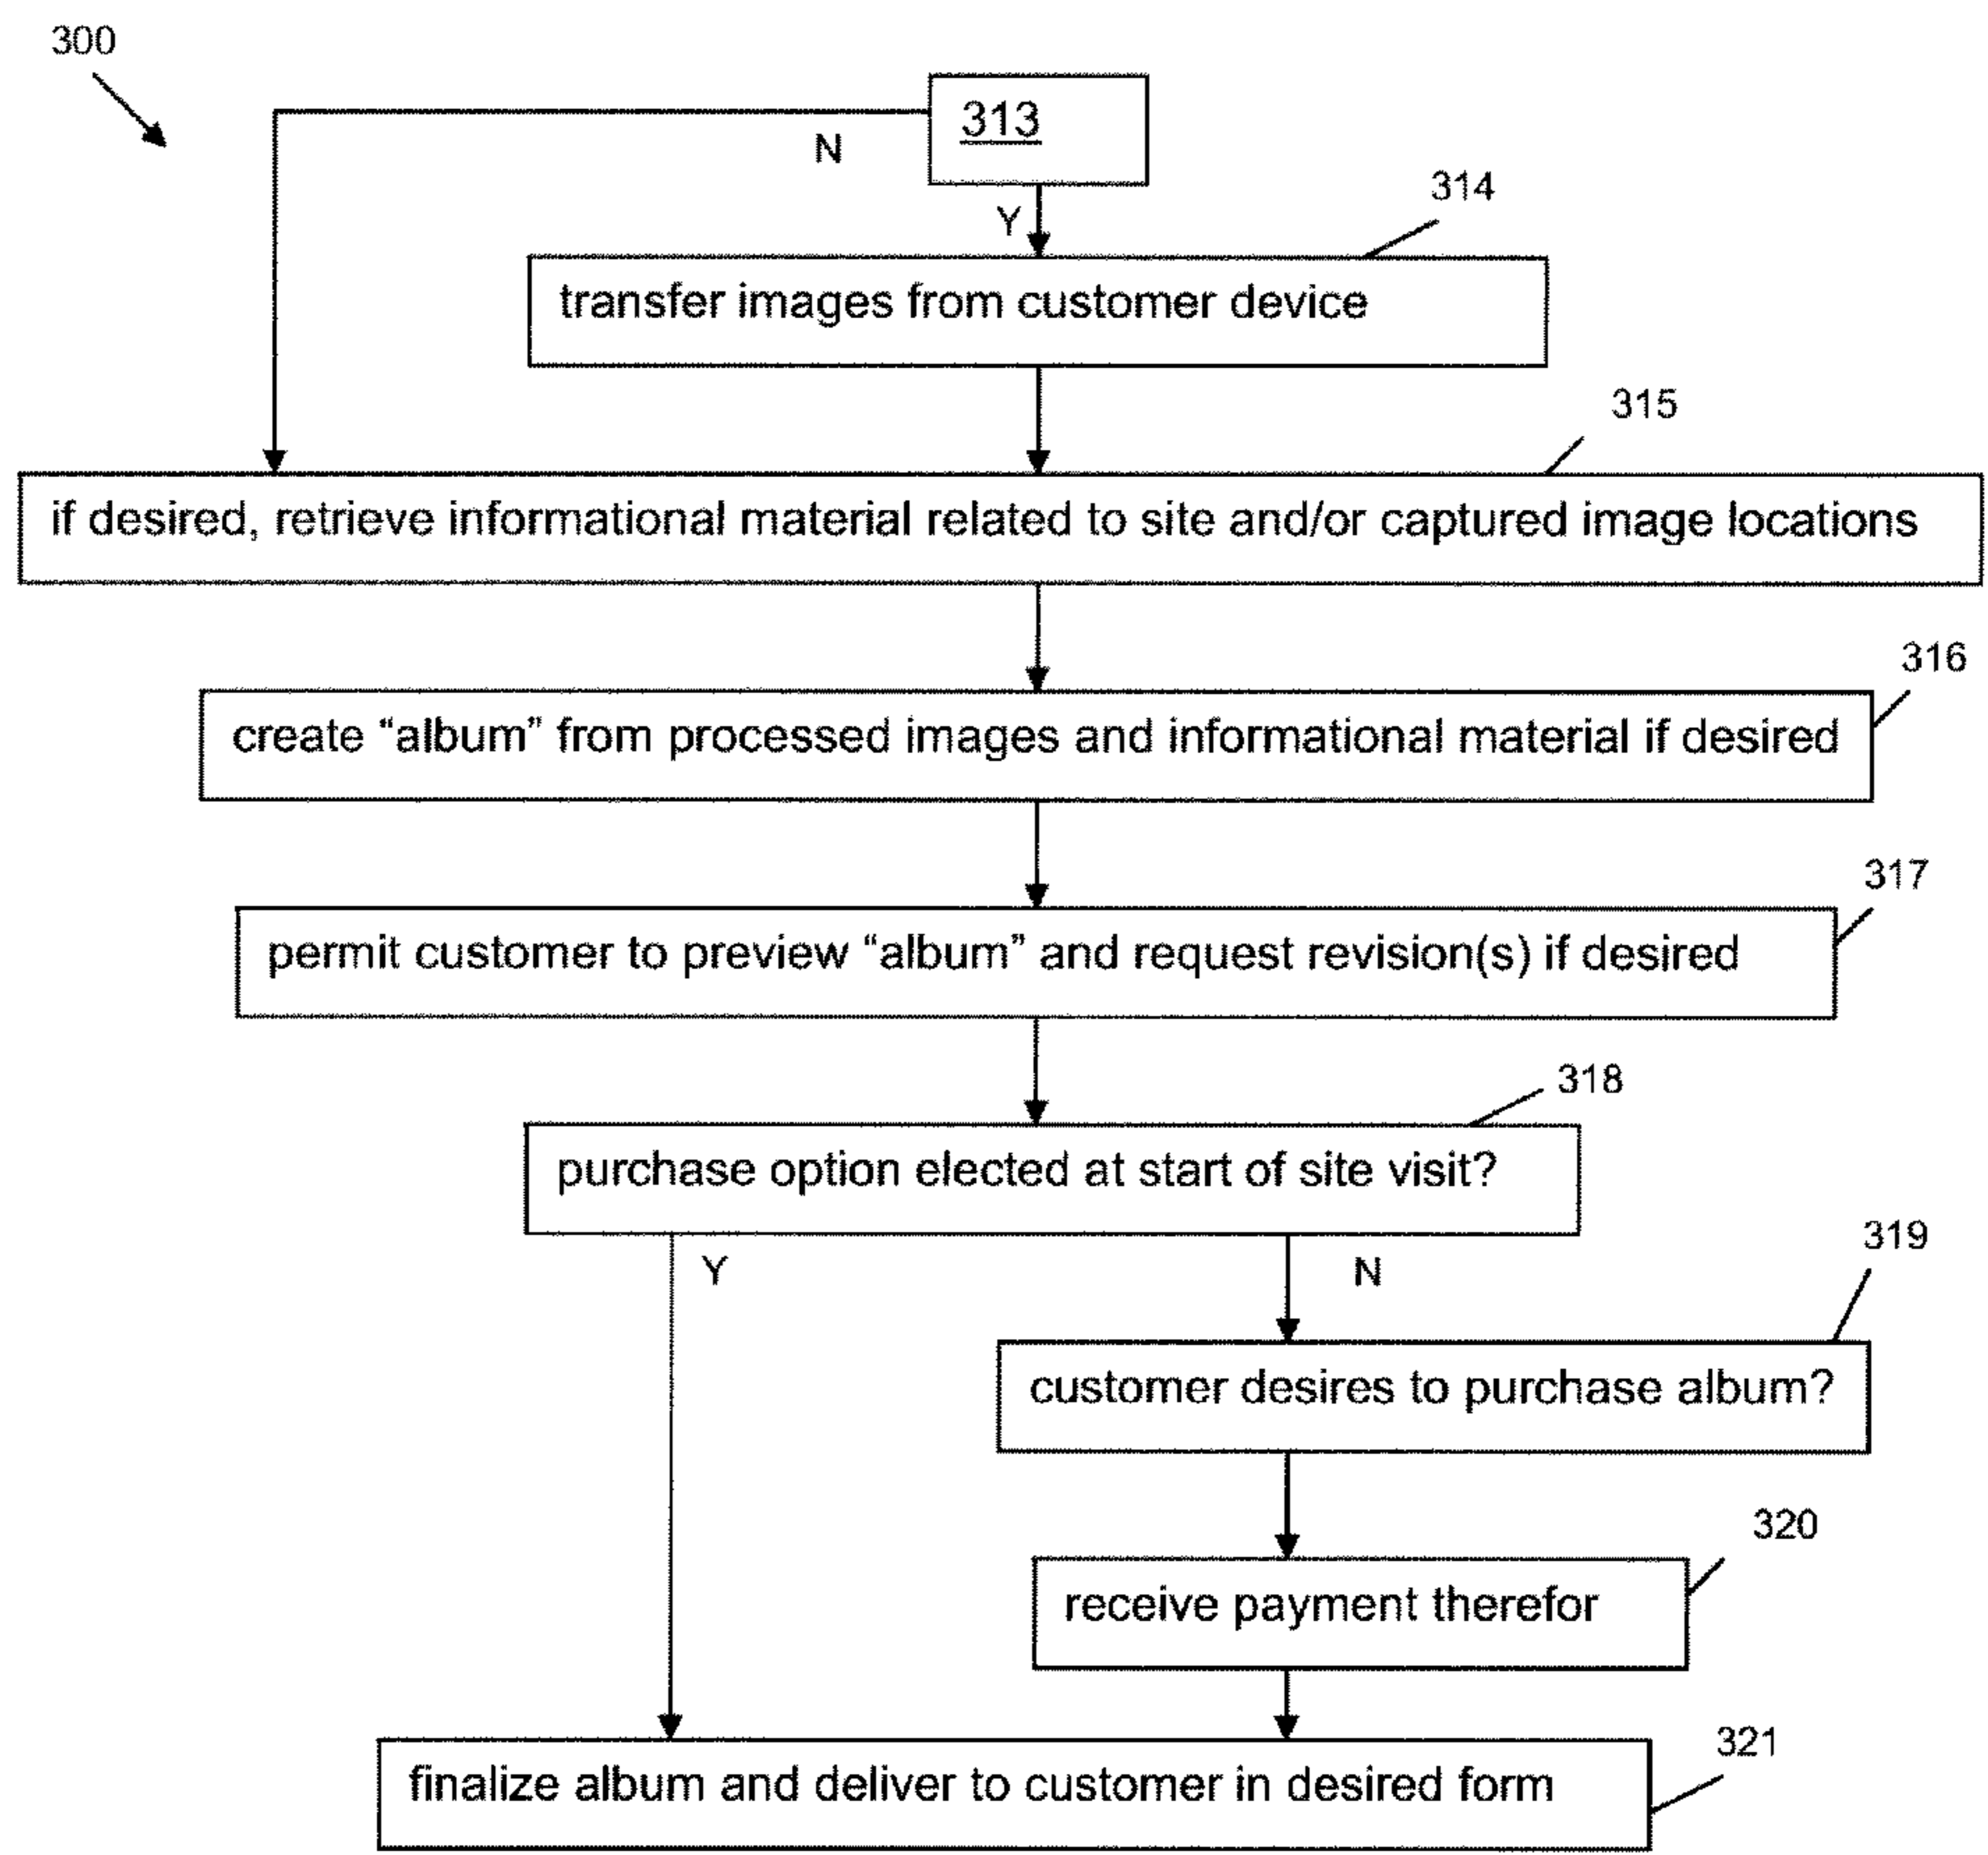 300
313
N
Y
314
transfer images from customer device
315
if desired, retrieve informational material related to site and/or captured image locations
316
create “album” from processed images and informational material if desired
317
permit customer to preview “album” and request revision(s) if desired
318
purchase option elected at start of site visit?
Y
N
319
customer desires to purchase album?
320
receive payment therefor
321
finalize album and deliver to customer in desired form